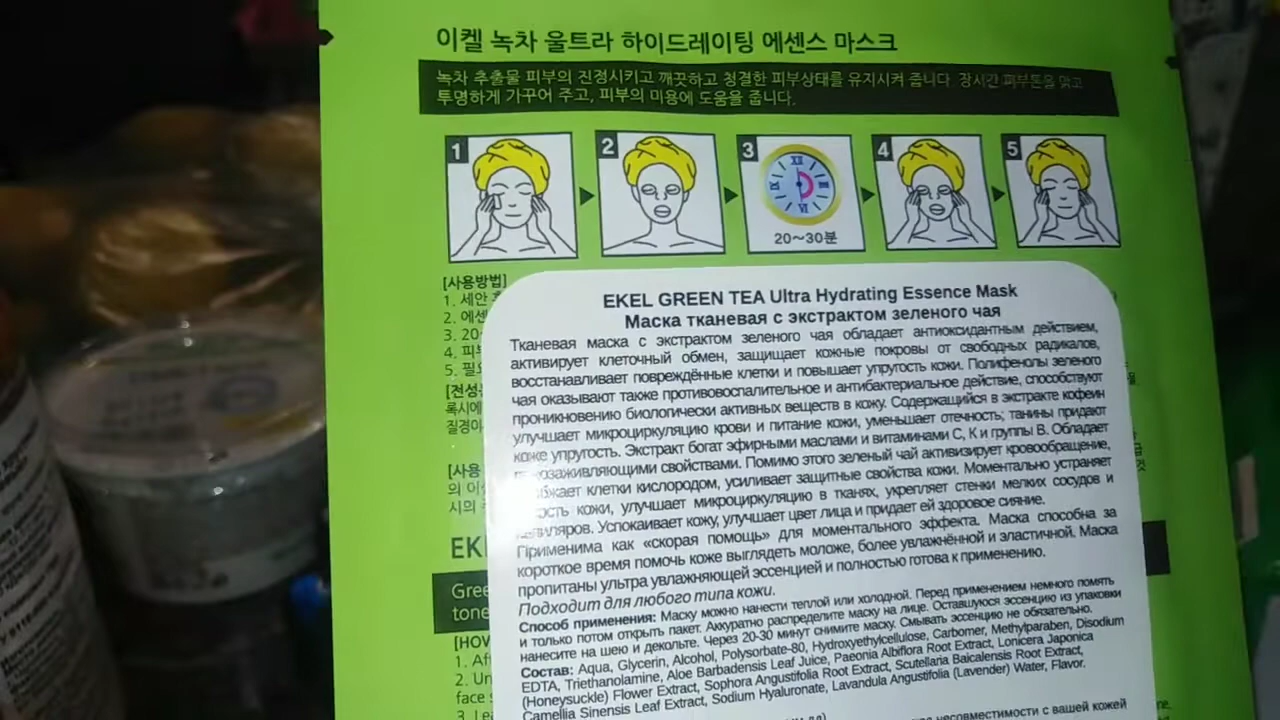 이켈 녹차 울트라 하이드레이팅 에센스 마스크
녹차 추출물 피부의 진정시키고 깨끗하고 청결한 피부상태를 유지시켜 줍니다. 장시간 피부톤을 맑고
투명하게 가꾸어 주고, 피부의 미용에 도움을 줍니다.
1 2 3 4 5
20~30분
[사용방법]
1. 세안
2. 에센
3. 20
4. 피부
5. 필요
EKEL GREEN TEA Ultra Hydrating Essence Mask
Маска тканевая с экстрактом зеленого чая
Тканевая маска с экстрактом зеленого чая обладает антиоксидантным действием,
активирует клеточный обмен, защищает кожные покровы от свободных радикалов,
восстанавливает повреждённые клетки и повышает упругость кожи. Полифенолы зеленого
чая оказывают также противовоспалительное и антибактериальное действие, способствуют
проникновению биологически активных веществ в кожу. Содержащийся в экстракте кофеин
улучшает микроциркуляцию крови и питание кожи, уменьшает отечность; танины придают
коже упругость. Экстракт богат эфирными маслами и витаминами С, К и группы В. Обладает
свойствами. Помимо этого зеленый чай активизирует кровообращение,
клетки кислородом, усиливает защитные свойства кожи. Моментально устраняет
кожи, улучшает микроциркуляцию в тканях, укрепляет стенки мелких сосудов и
капилляров. Успокаивает кожу, улучшает цвет лица и придает ей здоровое сияние.
Применима как «скорая помощь» для моментального эффекта. Маска способна за
короткое время помочь коже выглядеть моложе, более увлажнённой и эластичной. Маска
пропитаны ультра увлажняющей эссенцией и полностью готова к применению.
Подходит для любого типа кожи.
Способ применения: Маску можно нанести теплой или холодной. Перед применением немного помять
и только потом открыть пакет. Аккуратно распределите маску на лице. Оставшуюся эссенцию из упаковки
нанесите на шею и декольте. Через 20-30 минут снимите маску. Смывать эссенцию не обязательно.
Состав: Aqua, Glycerin, Alcohol, Polysorbate-80, Hydroxyethylcellulose, Carbomer, Methylparaben, Disodium
EDTA, Triethanolamine, Aloe Barbadensis Leaf Juice, Paeonia Albiflora Root Extract, Lonicera Japonica
(Honeysuckle) Flower Extract, Sophora Angustifolia Root Extract, Scutellaria Baicalensis Root Extract,
Camellia Sinensis Leaf Extract, Sodium Hyaluronate, Lavandula Angustifolia (Lavender) Water, Flavor.
несовместимости с вашей кожей
[사용
의 이
시의
EK
Gree
tone
[HOW
1. Af
2. Un
face s
3. Lea